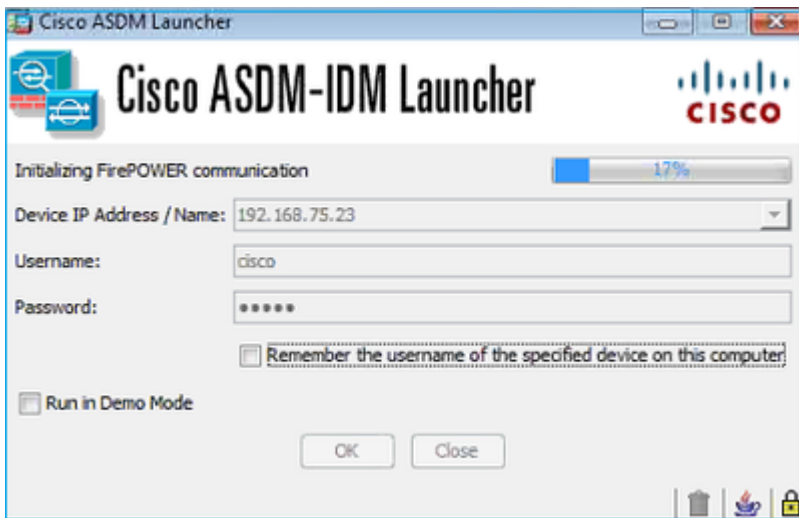 Cisco ASDM Launcher
Cisco ASDM-IDM Launcher
CISCO
Initializing FirePOWER communication 17%
Device IP Address / Name: 192.168.75.23
Username: cisco
Password: •••••
Remember the username of the specified device on this computer
Run in Demo Mode
OK Close